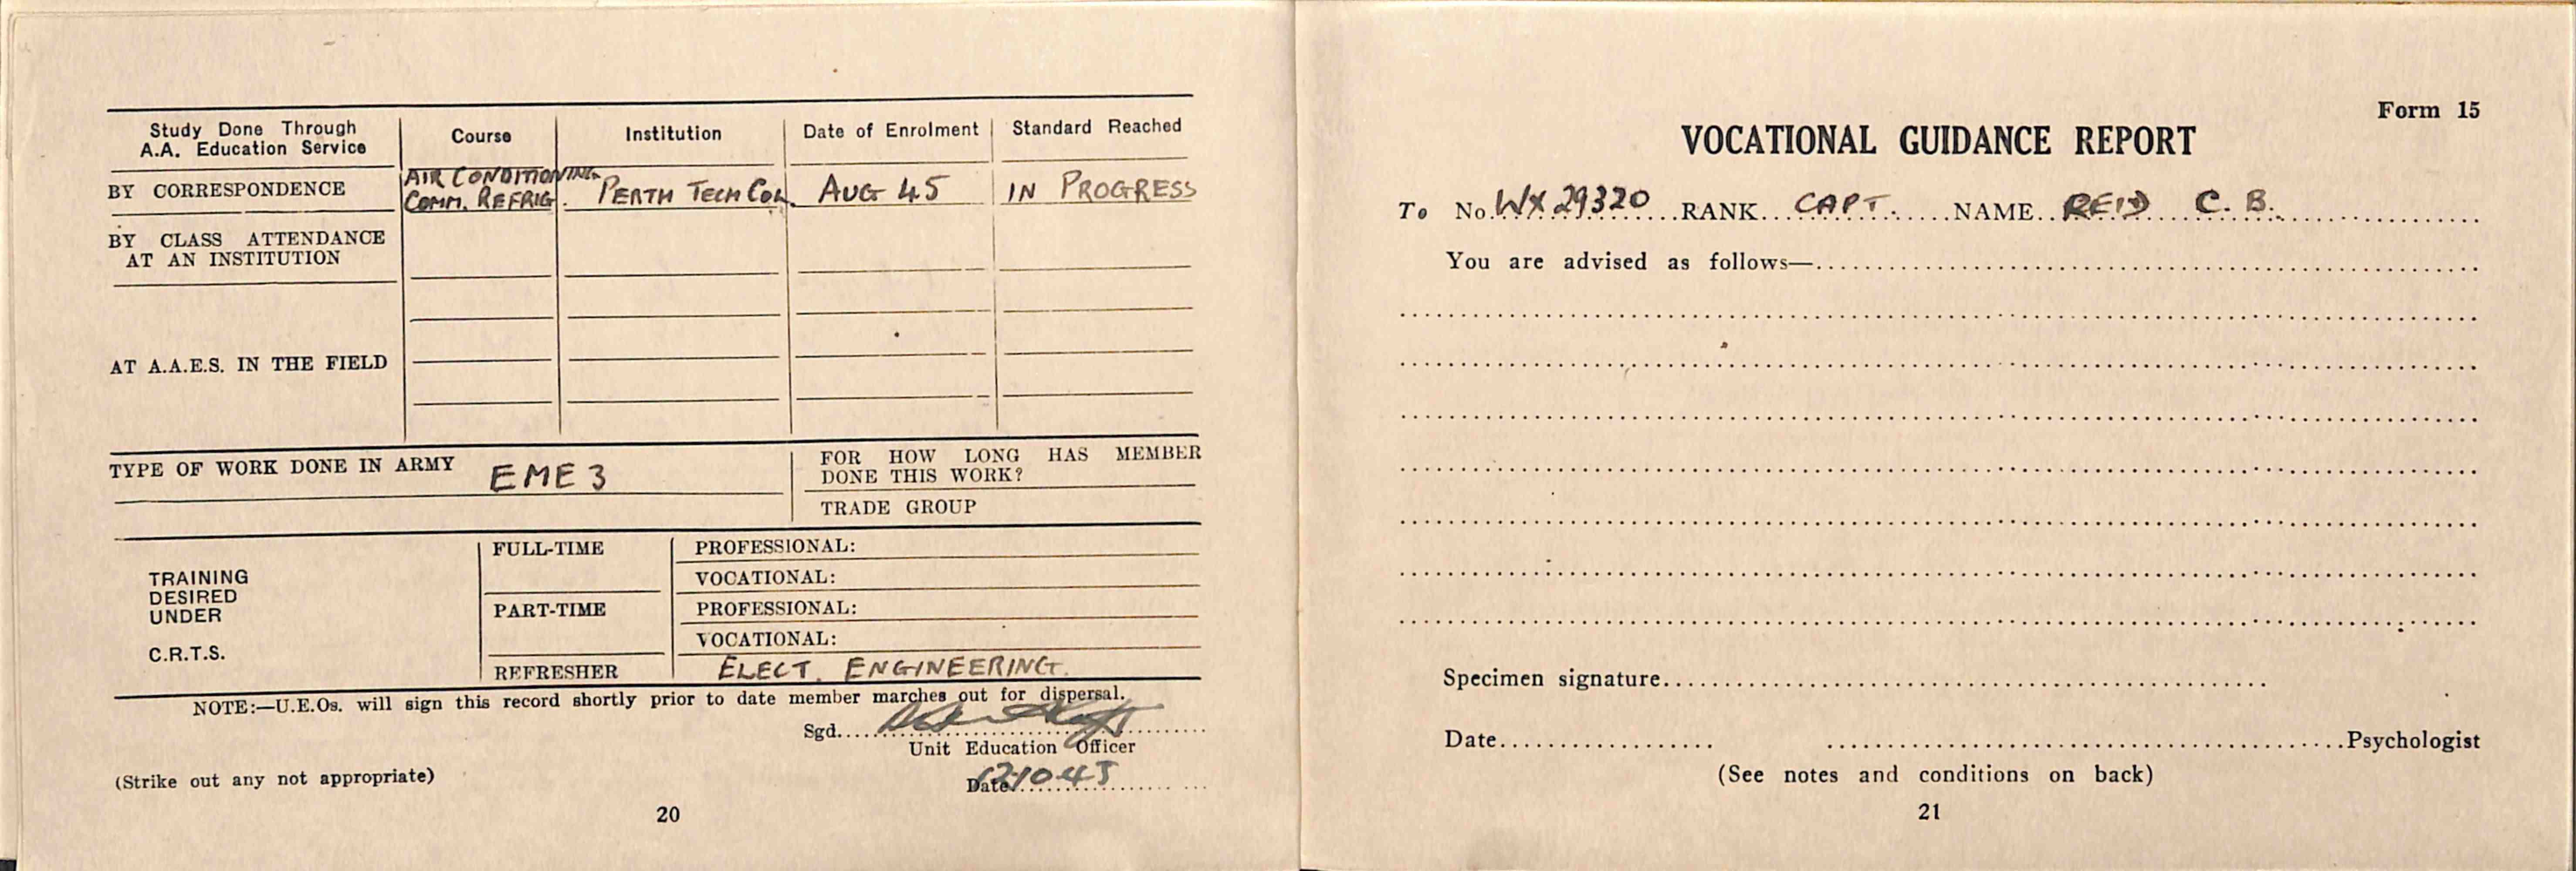 Study Done Through A.A. Education Service | Course | Institution | Date of Enrolment | Standard Reached
BY CORRESPONDENCE | AIR CONDITIONING COMM. REFRIG. | PERTH TECH COL. | AUG 45 | IN PROGRESS
BY CLASS ATTENDANCE
AT AN INSTITUTION
AT A.A.E.S. IN THE FIELD
TYPE OF WORK DONE IN ARMY EME 3
FOR HOW LONG HAS MEMBER
DONE THIS WORK?
TRADE GROUP
TRAINING
DESIRED
UNDER
C.R.T.S.
FULL-TIME
PROFESSIONAL:
VOCATIONAL:
PART-TIME
PROFESSIONAL:
VOCATIONAL:
REFRESHER ELECT. ENGINEERING.
NOTE:—U.E.Os. will sign this record shortly prior to date member marches out for dispersal.
Sgd.
Unit Education Officer
(Strike out any not appropriate)
Date
20
Form 15
VOCATIONAL GUIDANCE REPORT
To No. WX 29320 RANK CAPT. NAME REID C. B.
You are advised as follows—
Specimen signature
Date
Psychologist
(See notes and conditions on back)
21